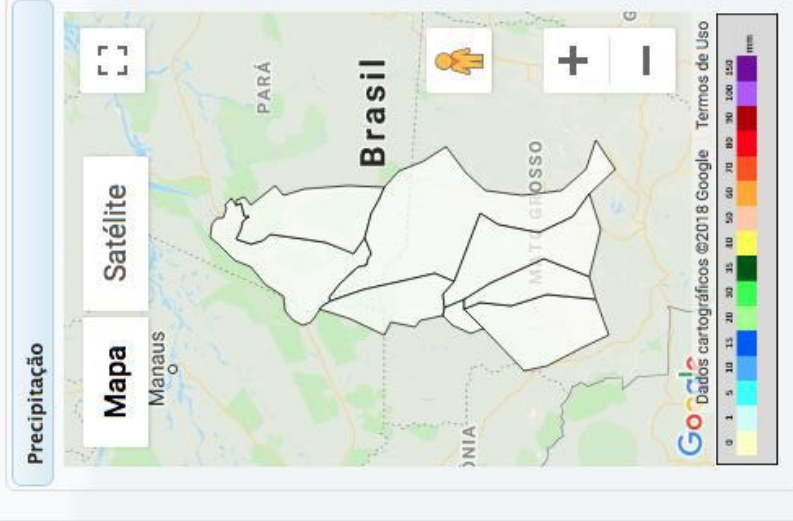 Precipitação
Mapa
Satélite
Manaus
PARÁ
Brasil
MATO GROSSO
ÔNIA
G
Google
Dados cartográficos ©2018 Google
Termos de Uso
0 1 5 10 15 20 30 35 40 50 60 70 80 90 100 150
mm